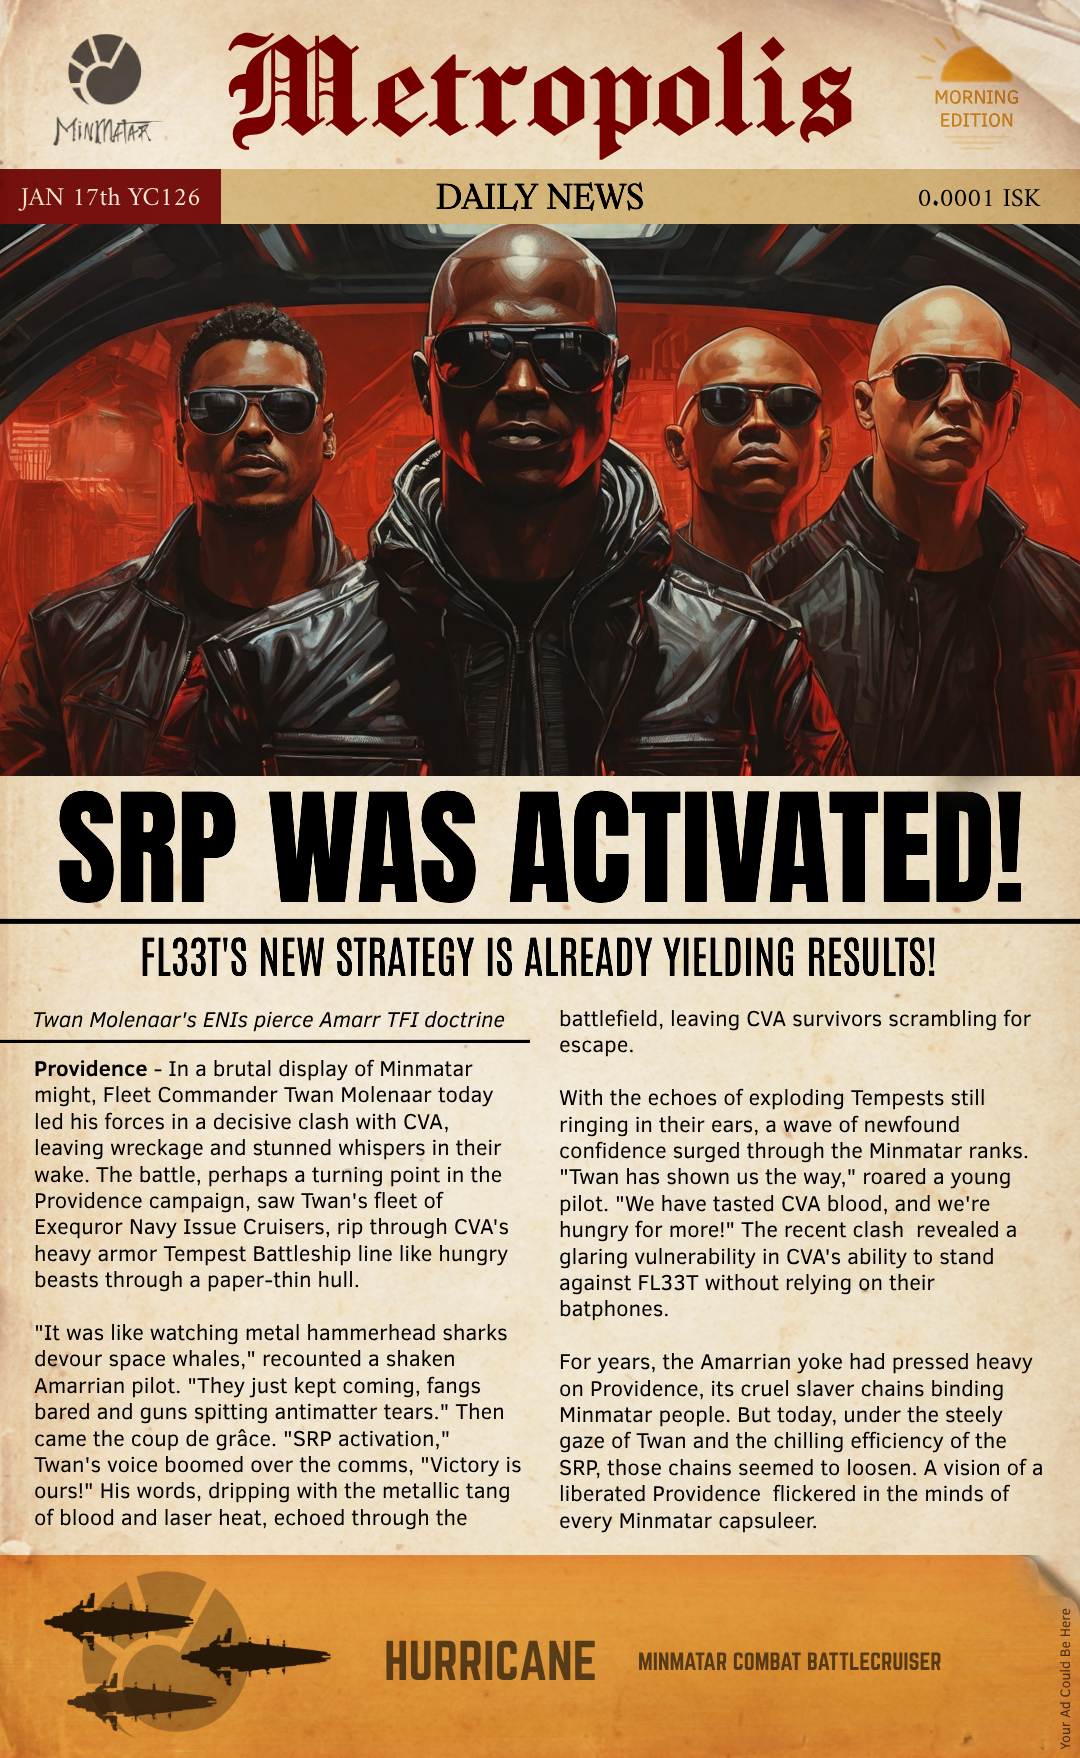 MiNMATAR
Metropolis
MORNING
EDITION
JAN 17th YC126
DAILY NEWS
0.0001 ISK
SRP WAS ACTIVATED!
FL33T'S NEW STRATEGY IS ALREADY YIELDING RESULTS!
Twan Molenaar's ENIs pierce Amarr TFI doctrine
Providence - In a brutal display of Minmatar
might, Fleet Commander Twan Molenaar today
led his forces in a decisive clash with CVA,
leaving wreckage and stunned whispers in their
wake. The battle, perhaps a turning point in the
Providence campaign, saw Twan's fleet of
Exequror Navy Issue Cruisers, rip through CVA's
heavy armor Tempest Battleship line like hungry
beasts through a paper-thin hull.
"It was like watching metal hammerhead sharks
devour space whales," recounted a shaken
Amarrian pilot. "They just kept coming, fangs
bared and guns spitting antimatter tears." Then
came the coup de grâce. "SRP activation,"
Twan's voice boomed over the comms, "Victory is
ours!" His words, dripping with the metallic tang
of blood and laser heat, echoed through the
battlefield, leaving CVA survivors scrambling for
escape.
With the echoes of exploding Tempests still
ringing in their ears, a wave of newfound
confidence surged through the Minmatar ranks.
"Twan has shown us the way," roared a young
pilot. "We have tasted CVA blood, and we're
hungry for more!" The recent clash  revealed a
glaring vulnerability in CVA's ability to stand
against FL33T without relying on their
batphones.
For years, the Amarrian yoke had pressed heavy
on Providence, its cruel slaver chains binding
Minmatar people. But today, under the steely
gaze of Twan and the chilling efficiency of the
SRP, those chains seemed to loosen. A vision of a
liberated Providence  flickered in the minds of
every Minmatar capsuleer.
HURRICANE
MINMATAR COMBAT BATTLECRUISER
Your Ad Could Be Here